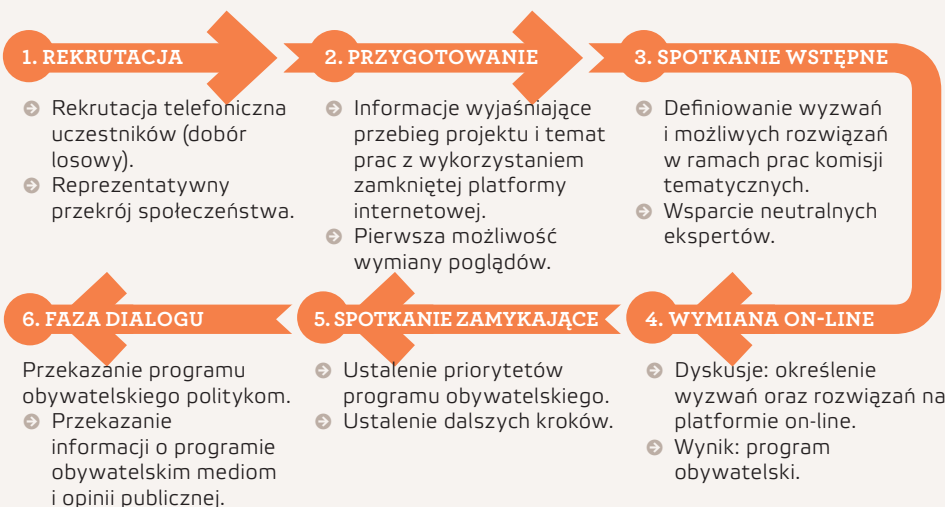 1. REKRUTACJA
Rekrutacja telefoniczna
uczestników (dobór
losowy).
Reprezentatywny
przekrój społeczeństwa.
2. PRZYGOTOWANIE
Informacje wyjaśniające
przebieg projektu i temat
prac z wykorzystaniem
zamkniętej platformy
internetowej.
Pierwsza możliwość
wymiany poglądów.
3. SPOTKANIE WSTĘPNE
Definiowanie wyzwań
i możliwych rozwiązań
w ramach prac komisji
tematycznych.
Wsparcie neutralnych
ekspertów.
4. WYMIANA ON-LINE
Dyskusje: określenie
wyzwań oraz rozwiązań na
platformie on-line.
Wynik: program
obywatelski.
5. SPOTKANIE ZAMYKAJĄCE
Ustalenie priorytetów
programu obywatelskiego.
Ustalenie dalszych kroków.
6. FAZA DIALOGU
Przekazanie programu
obywatelskiego politykom.
Przekazanie
informacji o programie
obywatelskim mediom
i opinii publicznej.